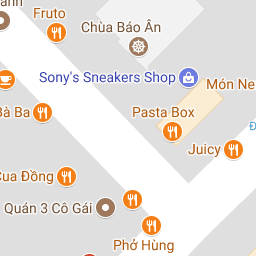 Fruto
Chùa Báo Ân
Sony's Sneakers Shop
Món Ne
Bà Ba
Pasta Box
Juicy
Cua Đồng
Quán 3 Cô Gái
Phở Hùng